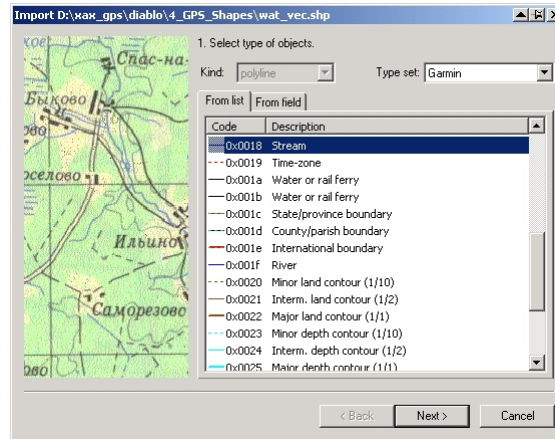 Import D:\xax_gps\diablo\4_GPS_Shapes\wat_vec.shp
Спас-на-
Быково
Ильино
Саморезово
1. Select type of objects.
Kind: polyline Type set: Garmin
From list From field
Code Description
0x0018 Stream
0x0019 Time-zone
0x001a Water or rail ferry
0x001b Water or rail ferry
0x001c State/province boundary
0x001d County/parish boundary
0x001e International boundary
0x001f River
0x0020 Minor land contour (1/10)
0x0021 Interm. land contour (1/2)
0x0022 Major land contour (1/1)
0x0023 Minor depth contour (1/10)
0x0024 Interm. depth contour (1/2)
0x0025 Major depth contour (1/1)
< Back Next > Cancel